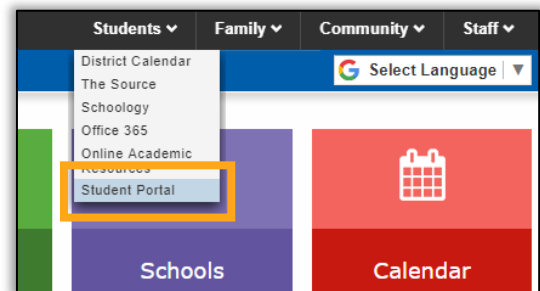 Students Family Community Staff
District Calendar
The Source
Schoology
Office 365
Online Academic
Resources
Student Portal
G Select Language
Schools
Calendar